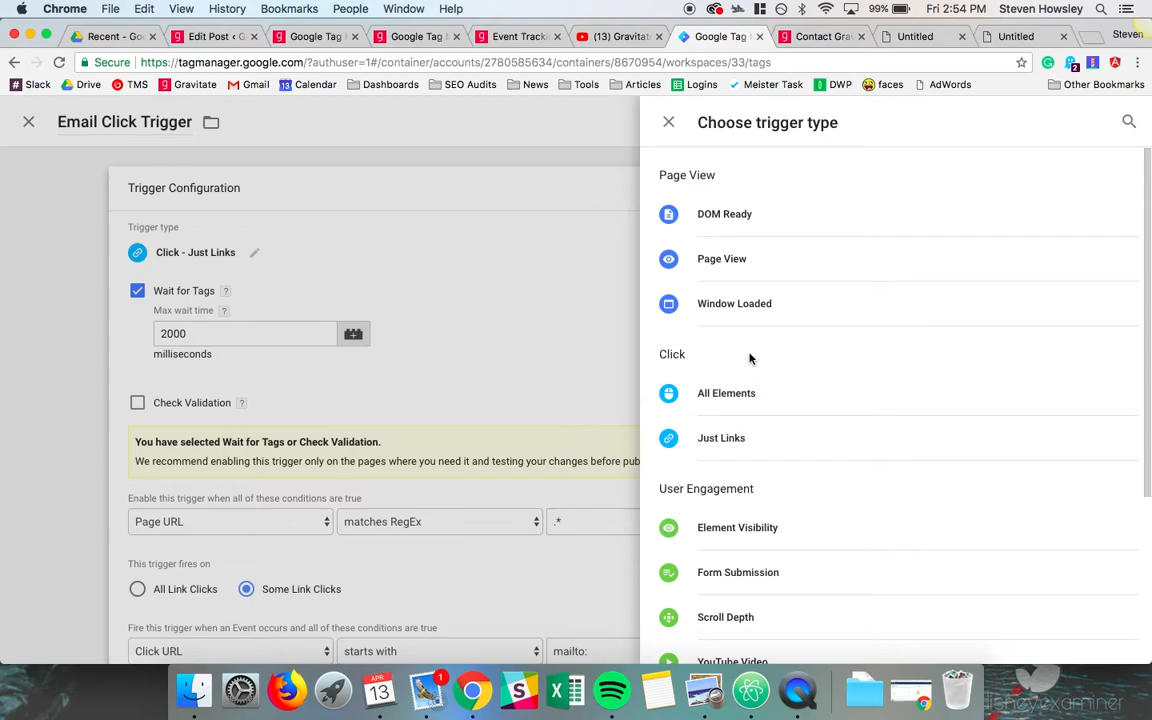 Chrome File Edit View History Bookmarks People Window Help 99% Fri 2:54 PM Steven Howsley
Recent - Goo Edit Post ‹ G Google Tag Google Tag Event Tracki (13) Gravitat Google Tag Contact Grav Untitled Untitled Steven
Secure https://tagmanager.google.com/?authuser=1#/container/accounts/2780585634/containers/8670954/workspaces/33/tags
Slack Drive TMS Gravitate Gmail Calendar Dashboards SEO Audits News Tools Articles Logins Meister Task DWP faces AdWords Other Bookmarks
Email Click Trigger
Choose trigger type
Trigger Configuration
Trigger type
Click - Just Links
Wait for Tags ?
Max wait time ?
2000
milliseconds
Check Validation ?
You have selected Wait for Tags or Check Validation.
We recommend enabling this trigger only on the pages where you need it and testing your changes before pub
Enable this trigger when all of these conditions are true
Page URL matches RegEx .*
This trigger fires on
All Link Clicks Some Link Clicks
Fire this trigger when an Event occurs and all of these conditions are true
Click URL starts with mailto:
Page View
DOM Ready
Page View
Window Loaded
Click
All Elements
Just Links
User Engagement
Element Visibility
Form Submission
Scroll Depth
YouTube Video
APR
13
1
disneyexaminer